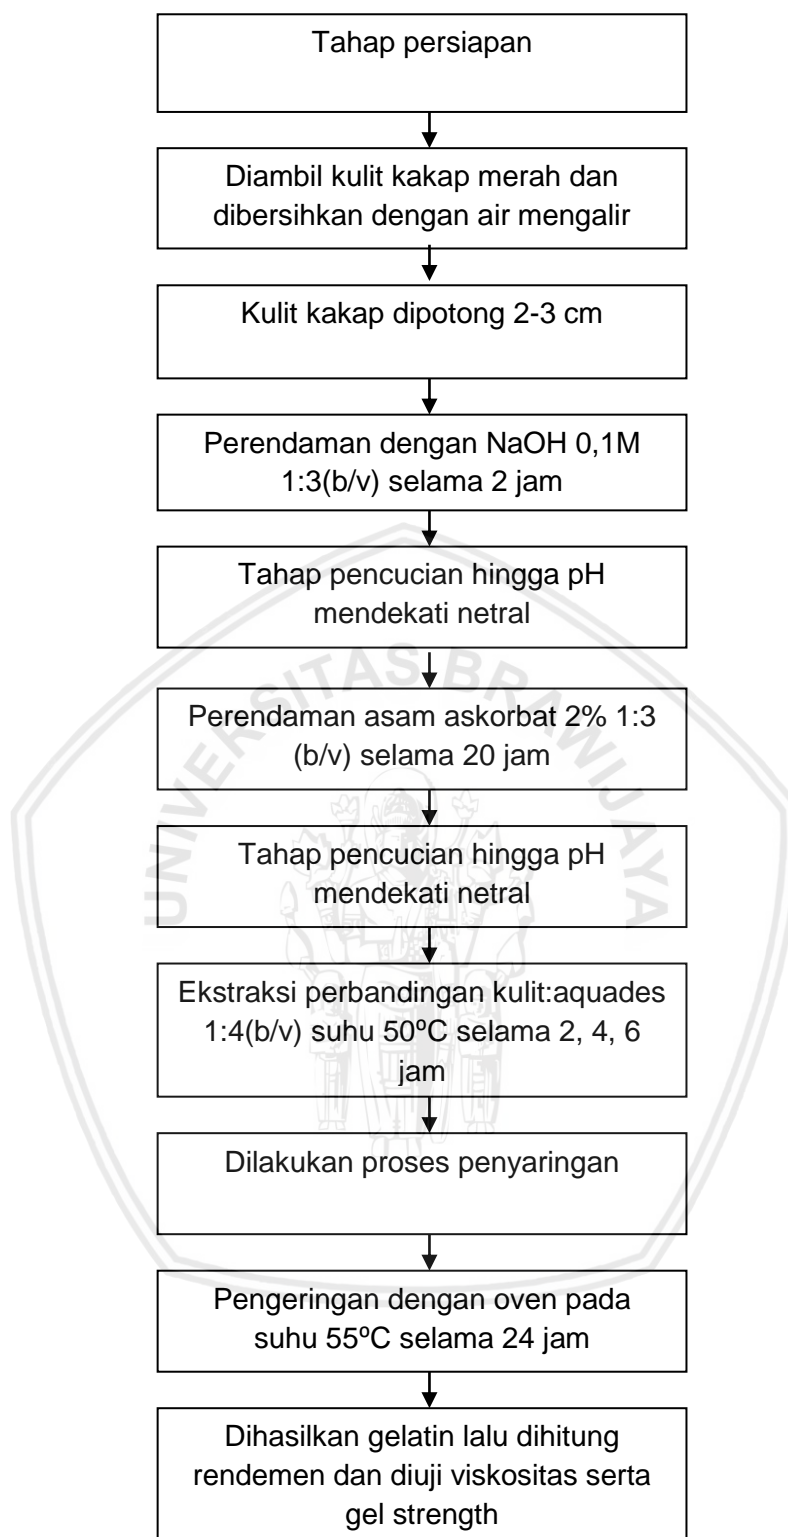 Tahap persiapan
Diambil kulit kakap merah dan
dibersihkan dengan air mengalir
Kulit kakap dipotong 2-3 cm
Perendaman dengan NaOH 0,1M
1:3(b/v) selama 2 jam
Tahap pencucian hingga pH
mendekati netral
UNIVERSITAS BRAWIJAYA
Perendaman asam askorbat 2% 1:3
(b/v) selama 20 jam
Tahap pencucian hingga pH
mendekati netral
Ekstraksi perbandingan kulit:aquades
1:4(b/v) suhu 50ºC selama 2, 4, 6
jam
Dilakukan proses penyaringan
Pengeringan dengan oven pada
suhu 55ºC selama 24 jam
Dihasilkan gelatin lalu dihitung
rendemen dan diuji viskositas serta
gel strength